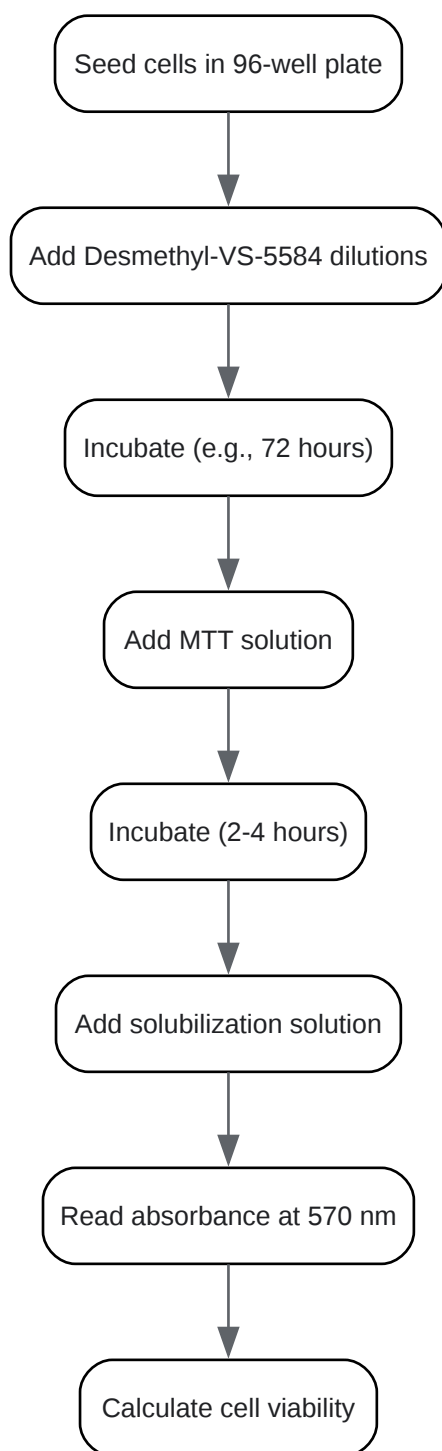 Seed cells in 96-well plate
Add Desmethyl-VS-5584 dilutions
Incubate (e.g., 72 hours)
Add MTT solution
Incubate (2-4 hours)
Add solubilization solution
Read absorbance at 570 nm
Calculate cell viability